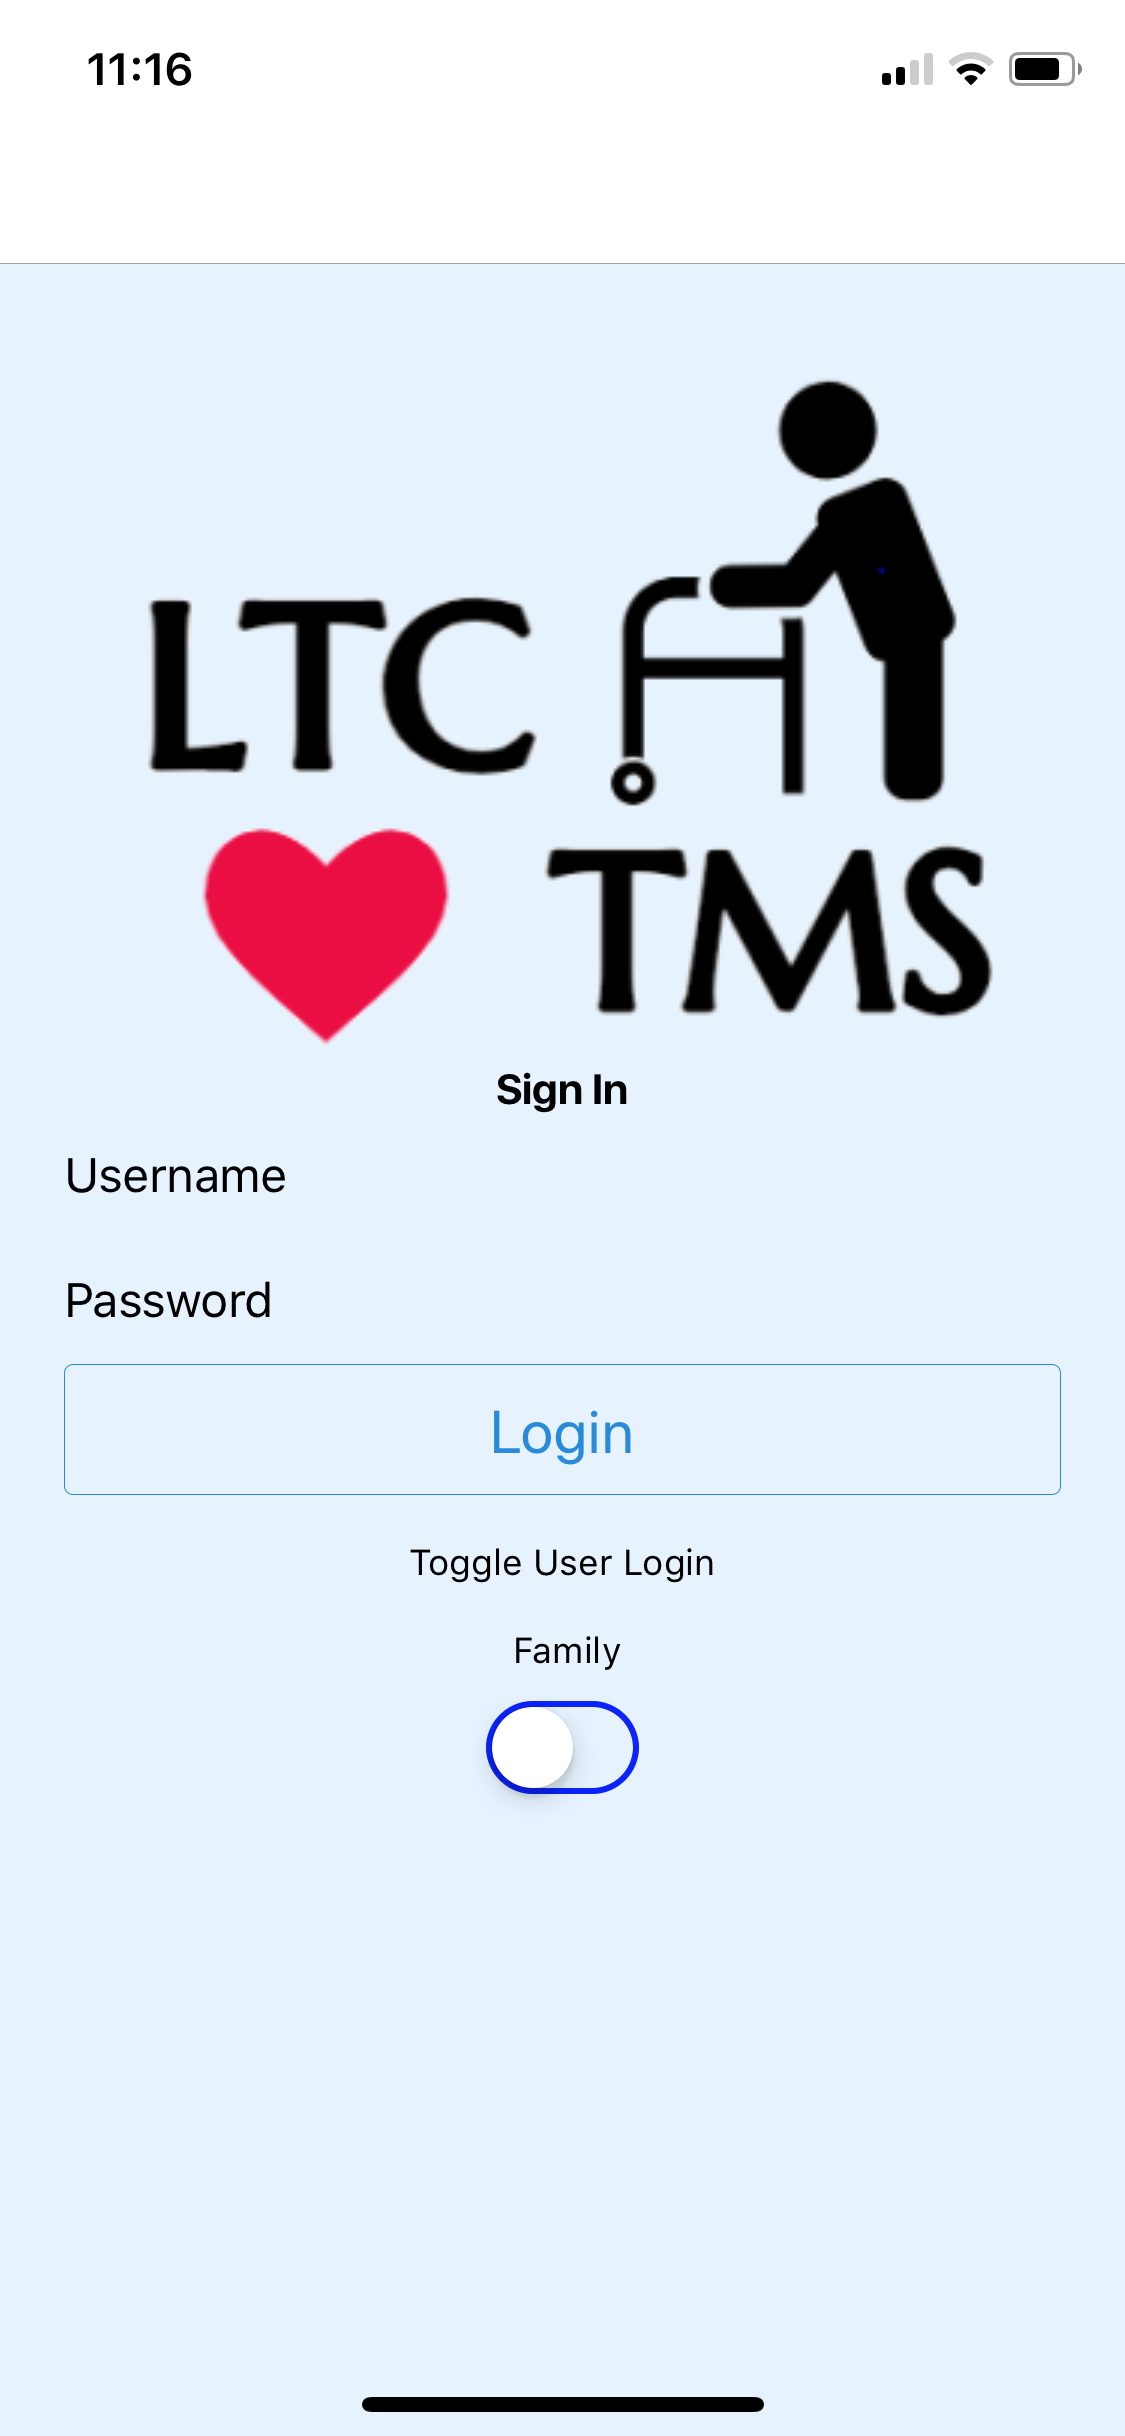 11:16
LTC
TMS
Sign In
Username
Password
Login
Toggle User Login
Family